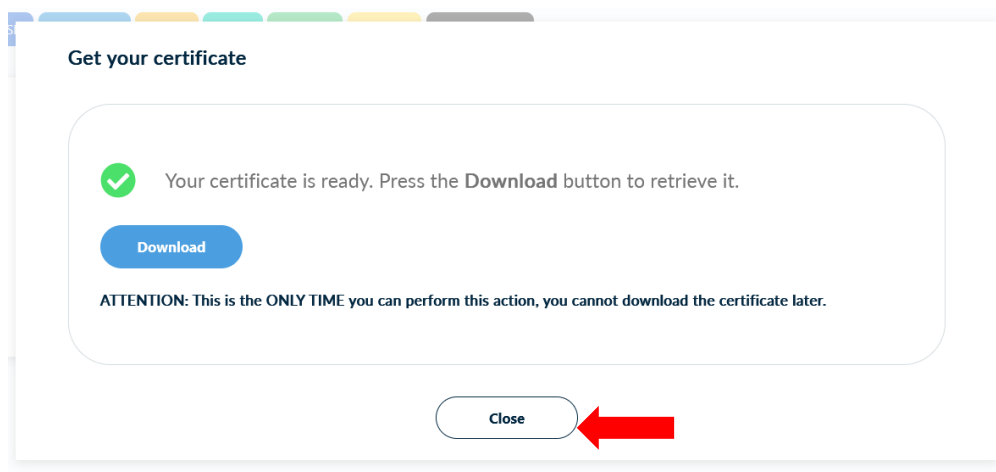 Get your certificate
Your certificate is ready. Press the Download button to retrieve it.
Download
ATTENTION: This is the ONLY TIME you can perform this action, you cannot download the certificate later.
Close